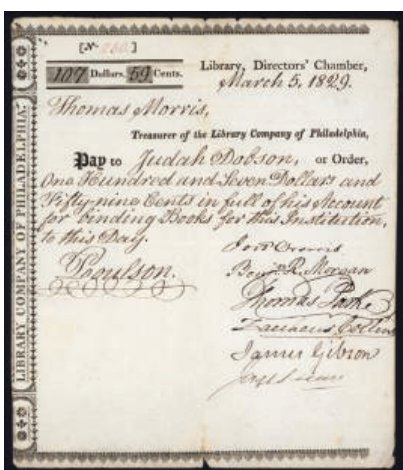 [No. 260.]
107 Dollars. 59 Cents.
Library, Directors' Chamber,
March 5, 1829.
Thomas Morris,
Treasurer of the Library Company of Philadelphia,
Pay to Judah Dobson, or Order,
One Hundred and Seven Dollars and
Fifty-nine Cents in full of his Account
for binding Books for this Institution,
to this Day.
Poulson.
Benj. R. Morgan
Thomas Parke
Zaccheus Collins
James Gibson
LIBRARY COMPANY OF PHILADELPHIA.